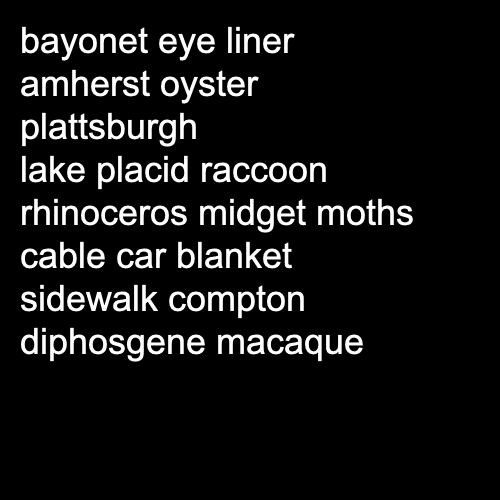 bayonet eye liner
amherst oyster
plattsburgh
lake placid raccoon
rhinoceros midget moths
cable car blanket
sidewalk compton
diphosgene macaque